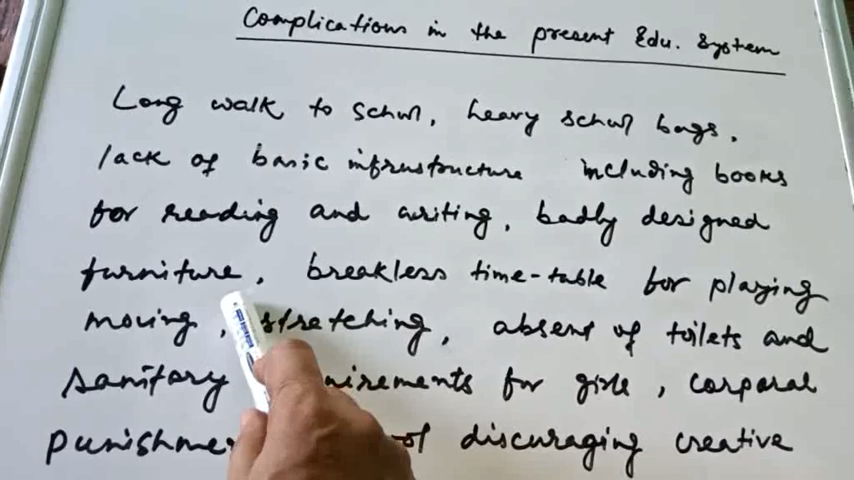 Complications in the present Edu. System
Long walk to school, heavy school bags,
lack of basic infrustructure including books
for reading and writing, badly designed
furniture, breakless time-table for playing
moving, stretching, absent of toilets and
Sanitary for girls, corporal
of discuraging creative